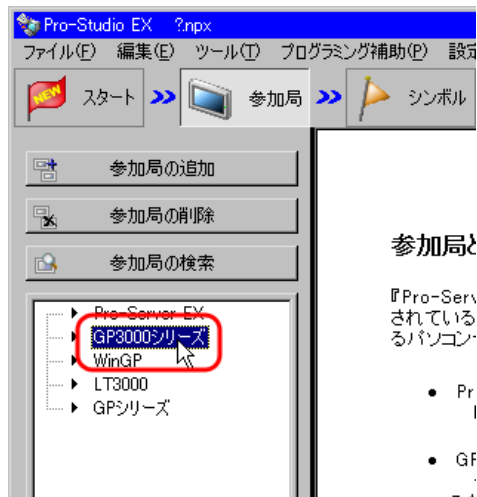 Pro-Studio EX ?.npx
ファイル(F) 編集(E) ツール(T) プログラミング補助(P) 設定
NEW スタート 参加局 シンボル
参加局の追加
参加局の削除
参加局の検索
Pro-Server EX
GP3000シリーズ
WinGP
LT3000
GPシリーズ
参加局と
『Pro-Serv
されている
るパソコン
Pr
GP